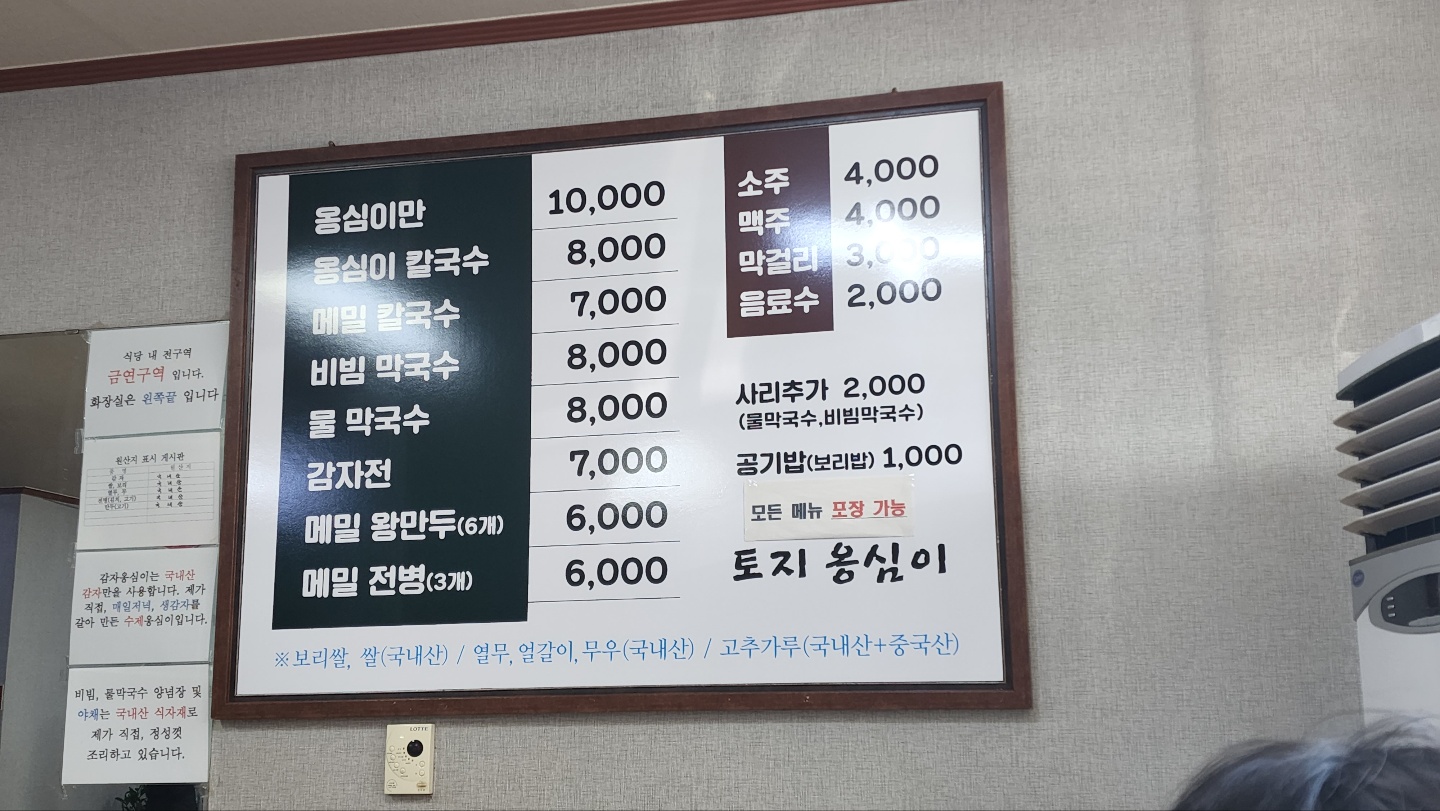 옹심이만 10,000
옹심이 칼국수 8,000
메밀 칼국수 7,000
비빔 막국수 8,000
물 막국수 8,000
감자전 7,000
메밀 왕만두(6개) 6,000
메밀 전병(3개) 6,000
소주 4,000
맥주 4,000
막걸리 3,000
음료수 2,000
사리추가 2,000
(물막국수,비빔막국수)
공기밥(보리밥) 1,000
모든 메뉴 포장 가능
토지 옹심이
※보리쌀, 쌀(국내산) / 열무, 얼갈이, 무우(국내산) / 고추가루(국내산+중국산)
식당 내 전구역
금연구역 입니다.
화장실은 왼쪽끝 입니다
원산지 표시 게시판
감자옹심이는 국내산
감자만을 사용합니다. 제가
직접, 매일저녁, 생감자를
갈아 만든 수제옹심이입니다.
비빔, 물막국수 양념장 및
야채는 국내산 식자재로
제가 직접, 정성껏
조리하고 있습니다.
LOTTE